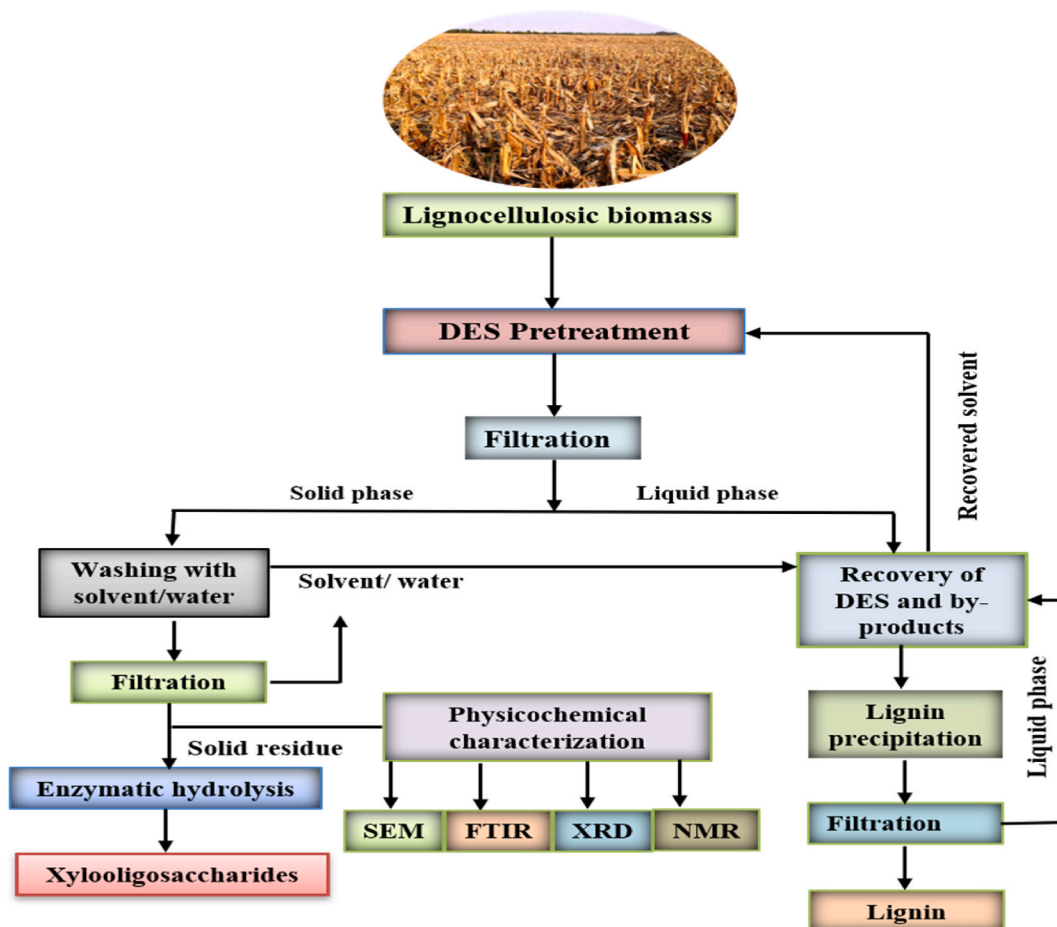 Lignocellulosic biomass
DES Pretreatment
Filtration
Solid phase
Liquid phase
Recovered solvent
Washing with
solvent/water
Solvent/ water
Recovery of
DES and by-
products
Filtration
Physicochemical
characterization
Solid residue
Lignin
precipitation
Liquid phase
Enzymatic hydrolysis
SEM
FTIR
XRD
NMR
Filtration
Xylooligosaccharides
Lignin